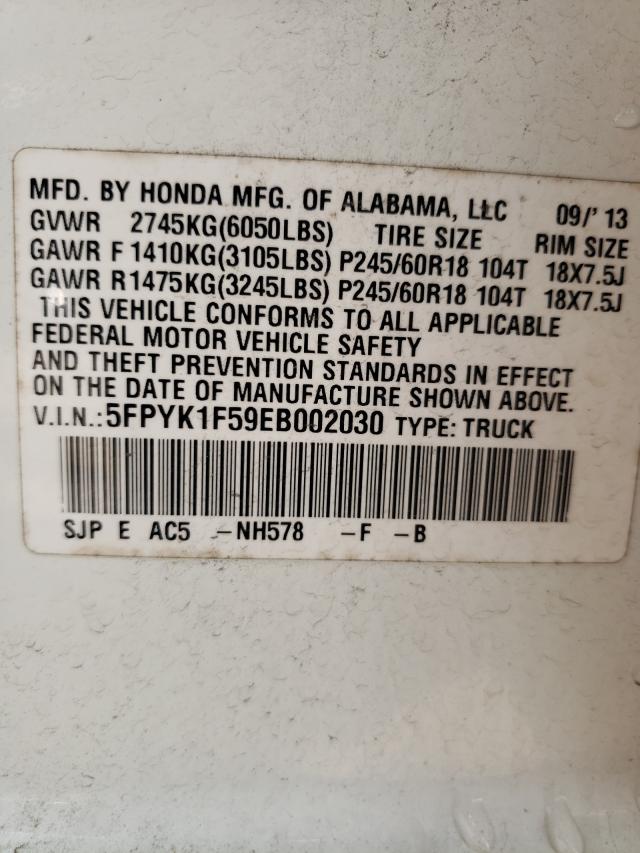 MFD. BY HONDA MFG. OF ALABAMA, LLC 09/'13
GVWR 2745KG(6050LBS) TIRE SIZE RIM SIZE
GAWR F 1410KG(3105LBS) P245/60R18 104T 18X7.5J
GAWR R1475KG(3245LBS) P245/60R18 104T 18X7.5J
THIS VEHICLE CONFORMS TO ALL APPLICABLE
FEDERAL MOTOR VEHICLE SAFETY
AND THEFT PREVENTION STANDARDS IN EFFECT
ON THE DATE OF MANUFACTURE SHOWN ABOVE.
V.I.N.:5FPYK1F59EB002030 TYPE: TRUCK
SJP E AC5 -NH578 -F -B